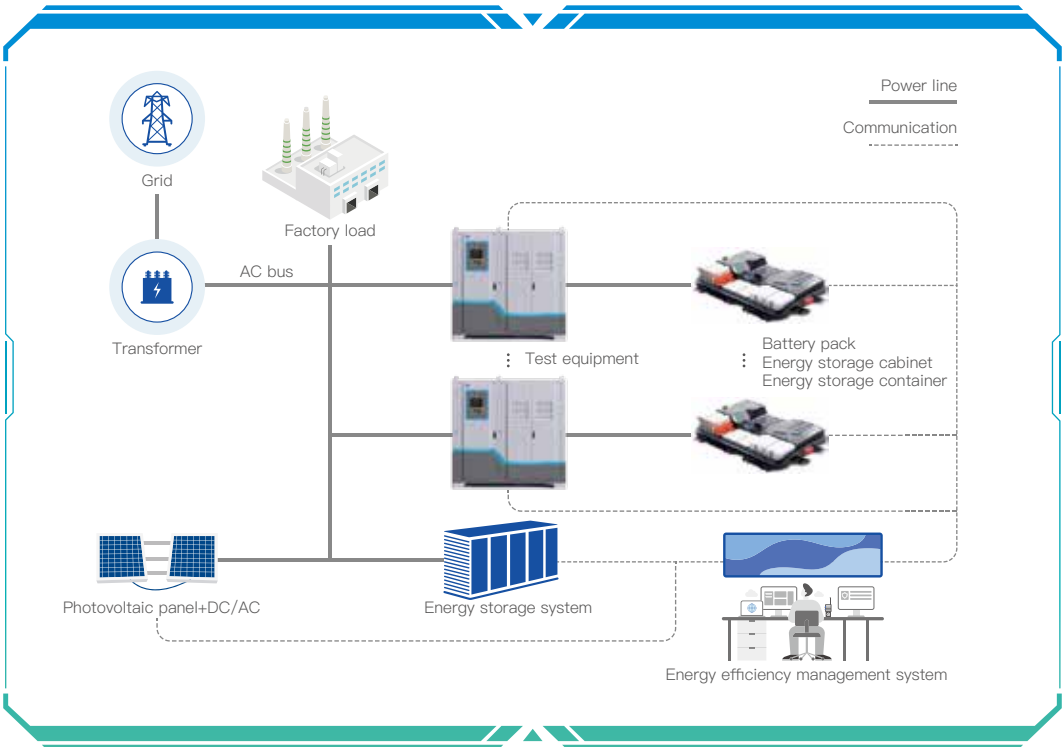 Power line
Communication
Grid
Factory load
AC bus
Transformer
Test equipment
Battery pack
Energy storage cabinet
Energy storage container
Photovoltaic panel+DC/AC
Energy storage system
Energy efficiency management system